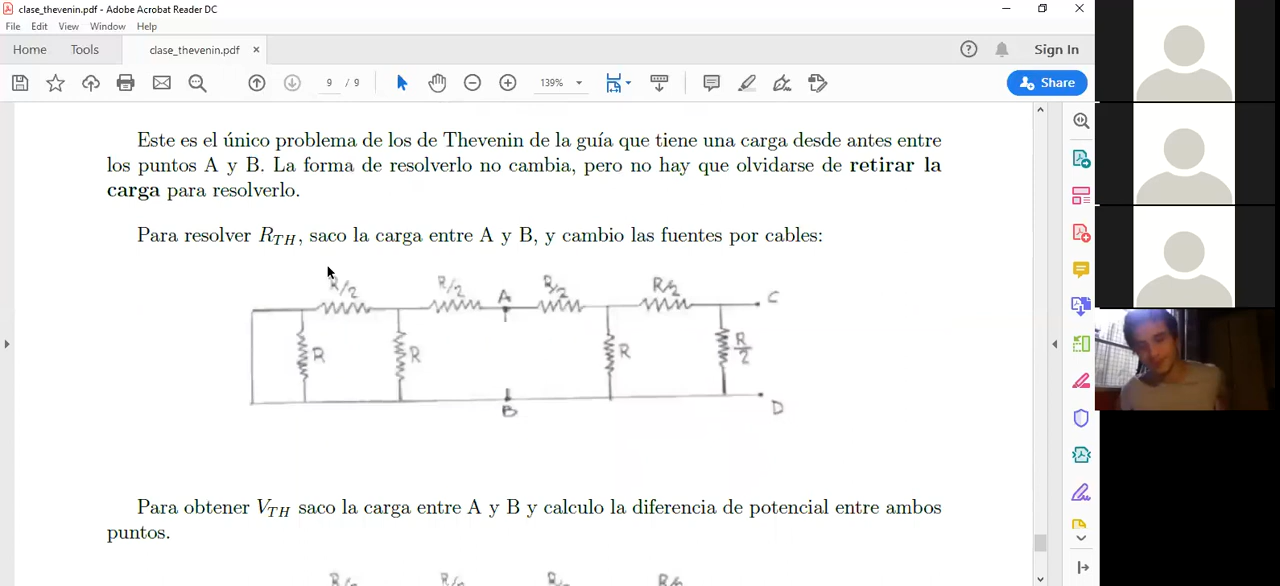 clase_thevenin.pdf - Adobe Acrobat Reader DC
File Edit View Window Help
Home Tools clase_thevenin.pdf × Sign In
9 / 9 139% Share
Este es el único problema de los de Thevenin de la guía que tiene una carga desde antes entre
los puntos A y B. La forma de resolverlo no cambia, pero no hay que olvidarse de retirar la
carga para resolverlo.
Para resolver R_TH, saco la carga entre A y B, y cambio las fuentes por cables:
R/2 R/2 A R/2 R/2 C
R R R R/2
B D
Para obtener V_TH saco la carga entre A y B y calculo la diferencia de potencial entre ambos
puntos.